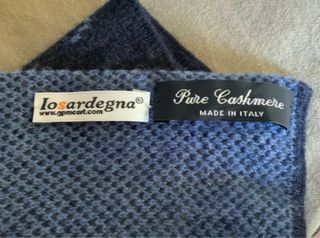 Iosardegna®
www.gpmcort.com
Pure Cashmere
MADE IN ITALY